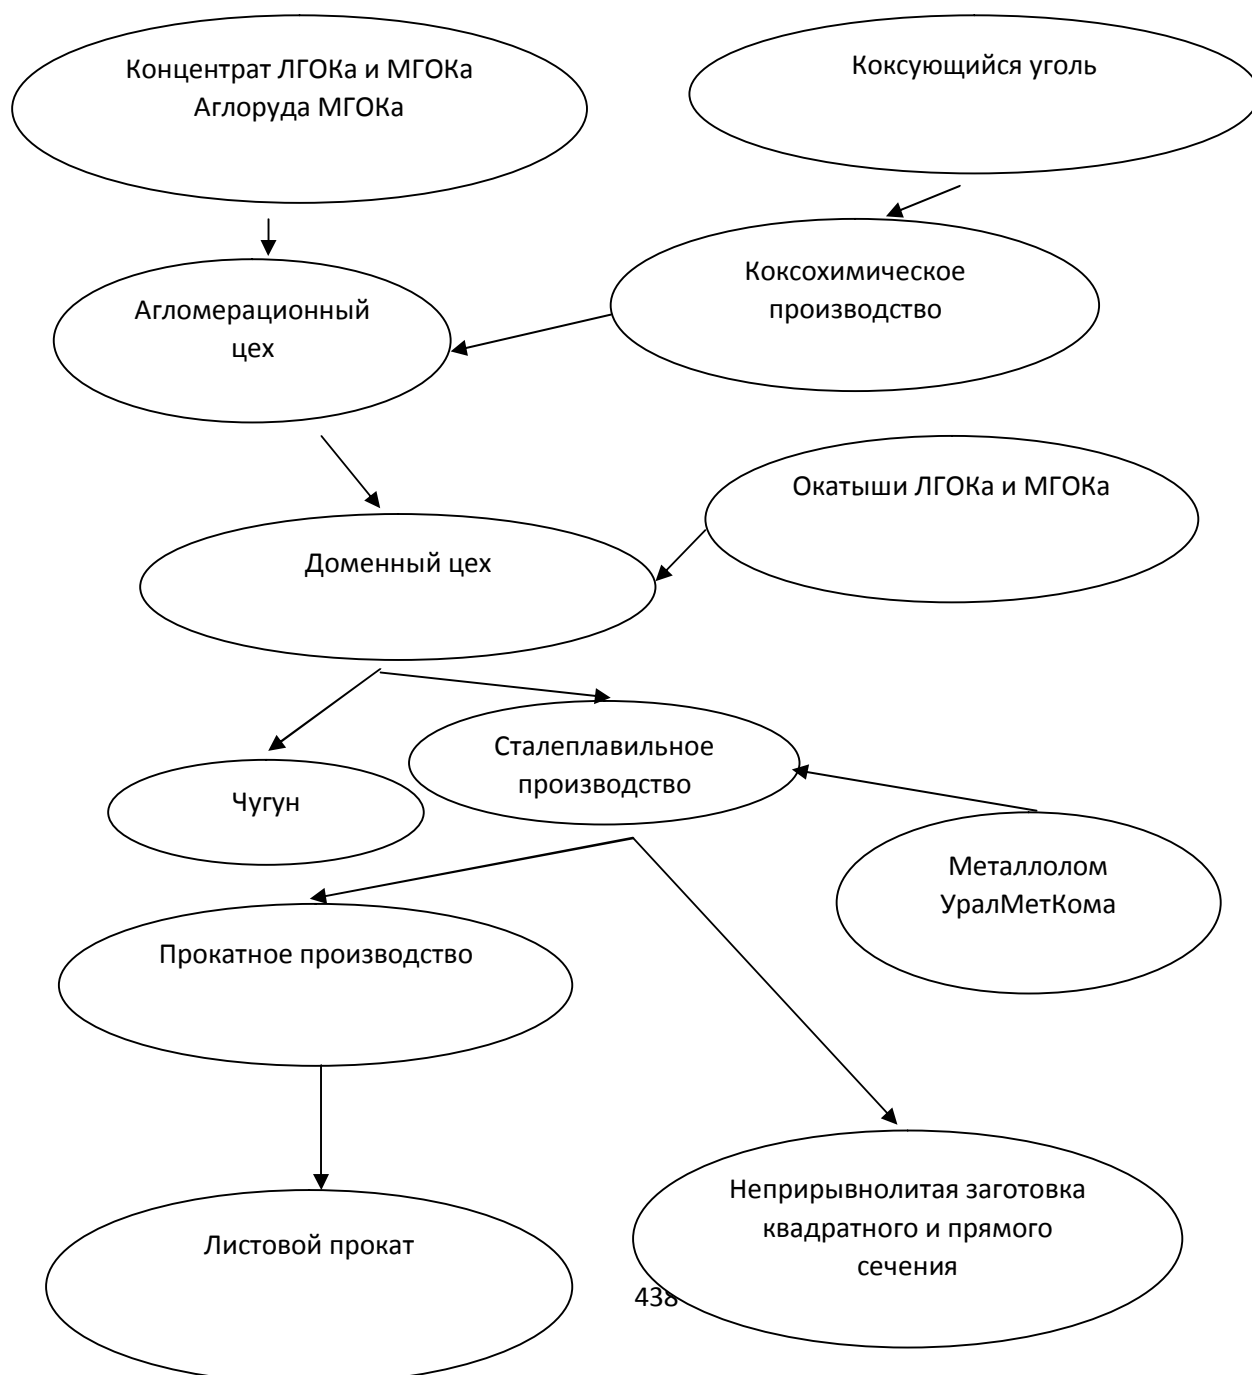 Концентрат ЛГОКа и МГОКа
Аглоруда МГОКа
Коксующийся уголь
Коксохимическое
производство
Агломерационный
цех
Окатыши ЛГОКа и МГОКа
Доменный цех
Сталеплавильное
производство
Чугун
Металлолом
УралМетКома
Прокатное производство
Неприрывнолитая заготовка
квадратного и прямого
сечения
Листовой прокат
438